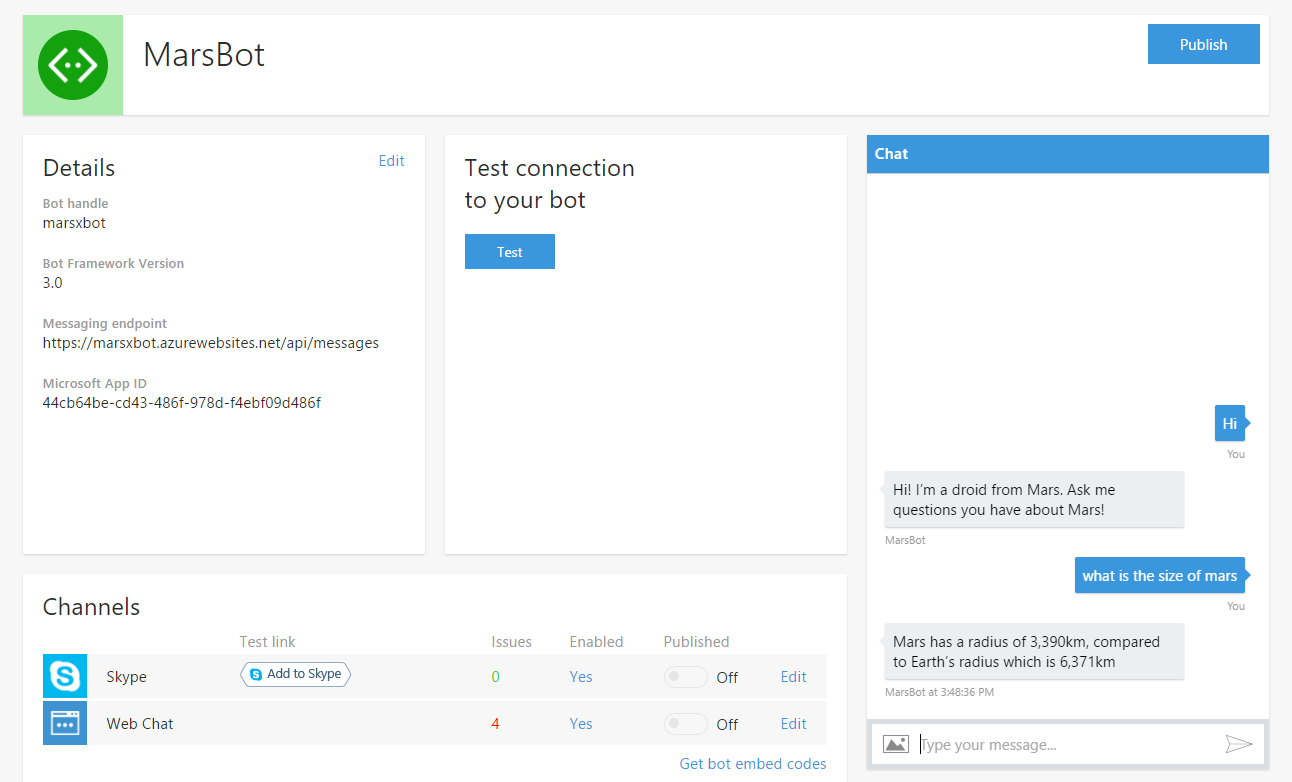 MarsBot
Publish
Details
Edit
Bot handle
marsxbot
Bot Framework Version
3.0
Messaging endpoint
https://marsxbot.azurewebsites.net/api/messages
Microsoft App ID
44cb64be-cd43-486f-978d-f4ebf09d486f
Test connection
to your bot
Test
Channels
Test link Issues Enabled Published
Skype Add to Skype 0 Yes Off Edit
Web Chat 4 Yes Off Edit
Get bot embed codes
Chat
Hi
You
Hi! I'm a droid from Mars. Ask me
questions you have about Mars!
MarsBot
what is the size of mars
You
Mars has a radius of 3,390km, compared
to Earth's radius which is 6,371km
MarsBot at 3:48:36 PM
Type your message...